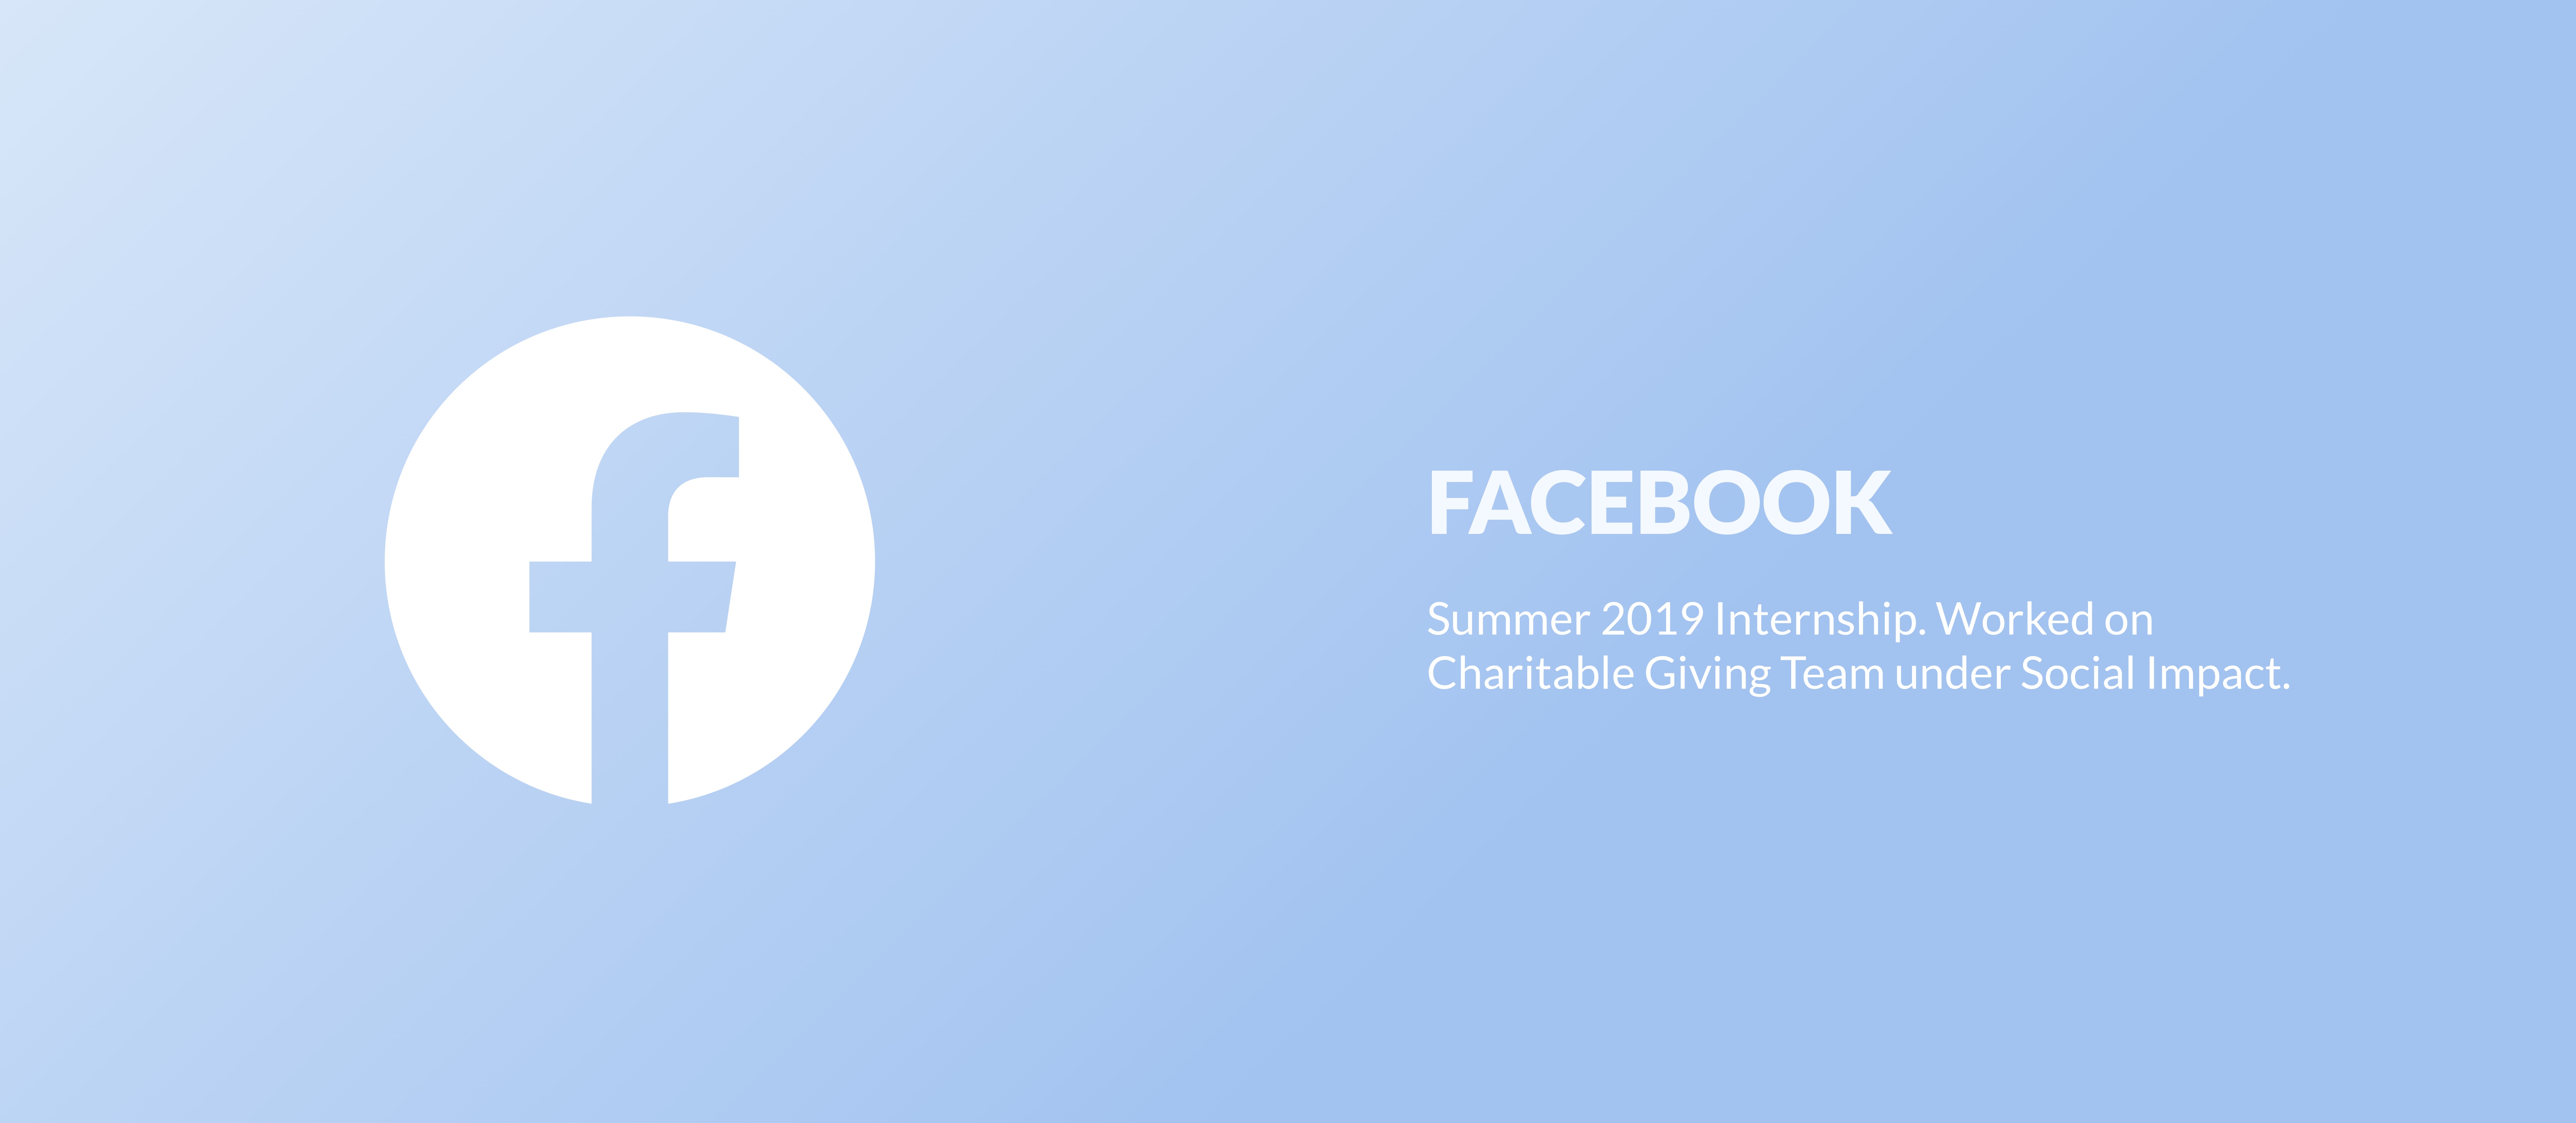 FACEBOOK
Summer 2019 Internship. Worked on
Charitable Giving Team under Social Impact.